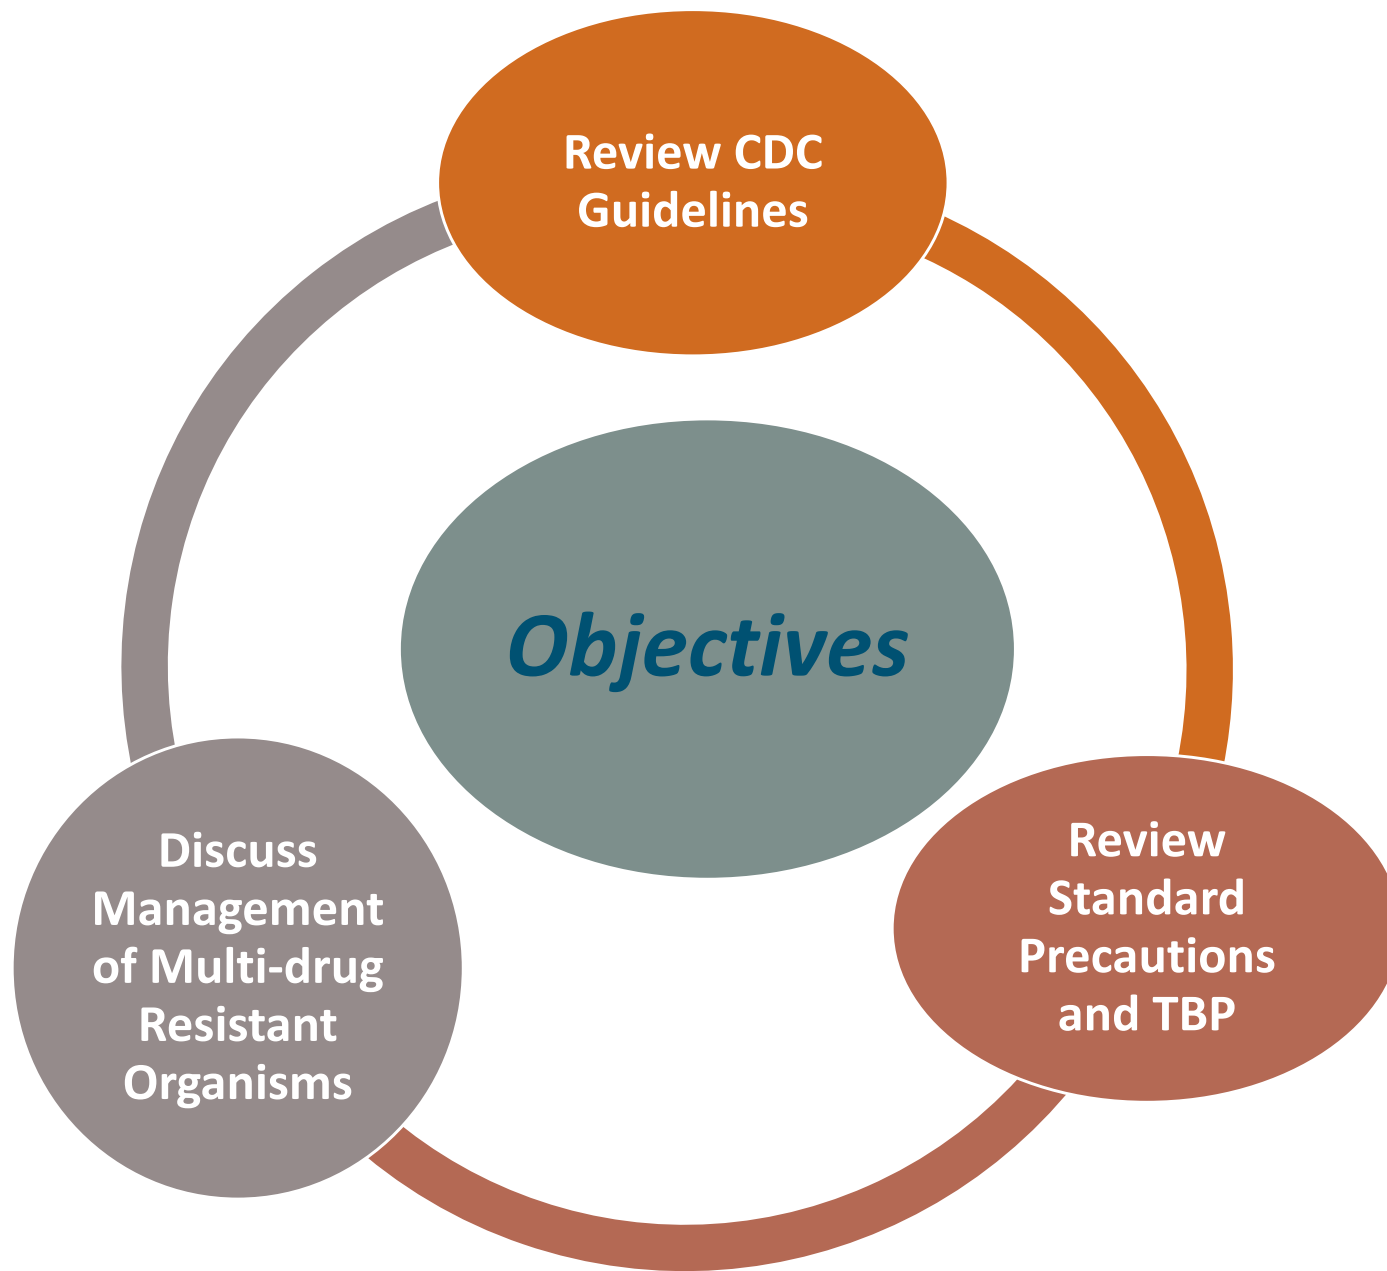 Review CDC
Guidelines
Objectives
Review
Standard
Precautions
and TBP
Discuss
Management
of Multi-drug
Resistant
Organisms